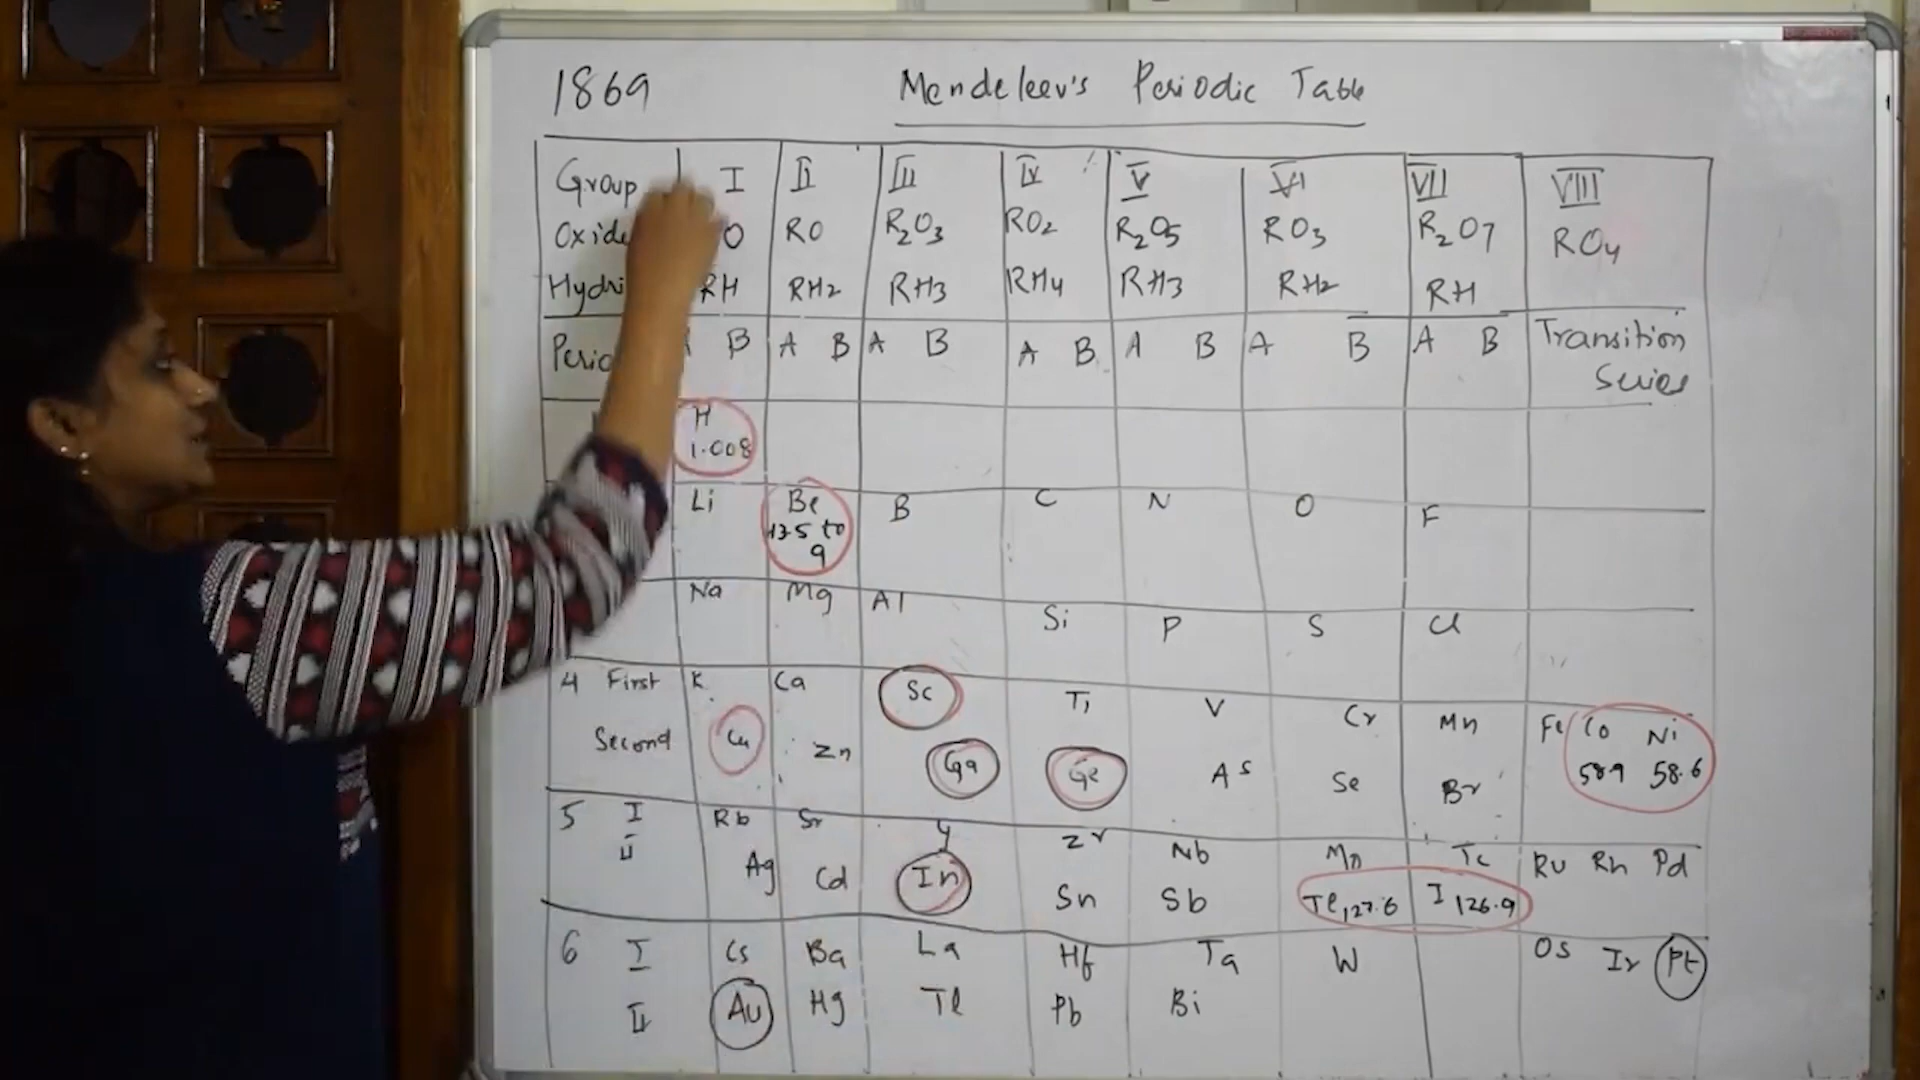 1869 Mendeleev's Periodic Table
Group I II III IV V VI VII VIII
Oxide O RO R2O3 RO2 R2O5 RO3 R2O7 RO4
Hydri RH RH2 RH3 RH4 RH3 RH2 RH
Perio B A B A B A B A B A B A B Transition
Series
H
1.008
Li Be B C N O F
13.5 to
9
Na Mg Al Si P S Cl
4 First K Ca Sc Ti V Cr Mn Fe Co Ni
58.9 58.6
Second Cu Zn Ga Ge As Se Br
5 I Rb Sr Y Zr Nb Mo Tc Ru Rh Pd
II Ag Cd In Sn Sb Te 127.6 I 126.9
6 I Cs Ba La Hf Ta W Os Ir Pt
II Au Hg Tl Pb Bi